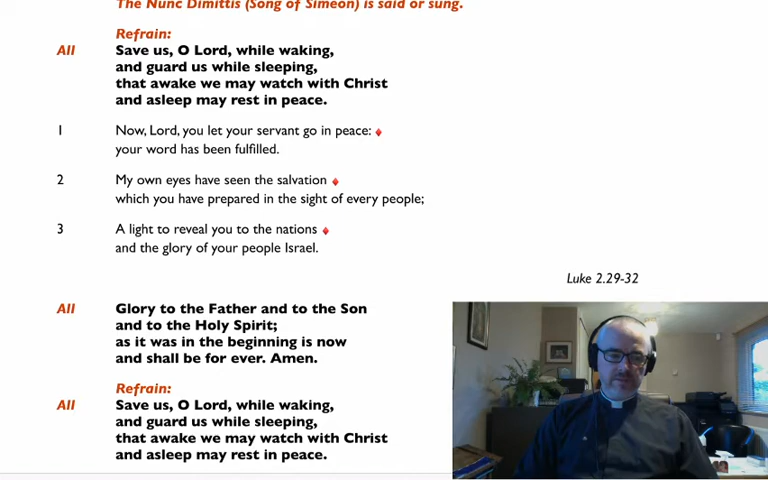 The Nunc Dimittis (Song of Simeon) is said or sung.
Refrain:
All Save us, O Lord, while waking,
and guard us while sleeping,
that awake we may watch with Christ
and asleep may rest in peace.
1 Now, Lord, you let your servant go in peace: ♦
your word has been fulfilled.
2 My own eyes have seen the salvation ♦
which you have prepared in the sight of every people;
3 A light to reveal you to the nations ♦
and the glory of your people Israel.
Luke 2.29-32
All Glory to the Father and to the Son
and to the Holy Spirit;
as it was in the beginning is now
and shall be for ever. Amen.
Refrain:
All Save us, O Lord, while waking,
and guard us while sleeping,
that awake we may watch with Christ
and asleep may rest in peace.